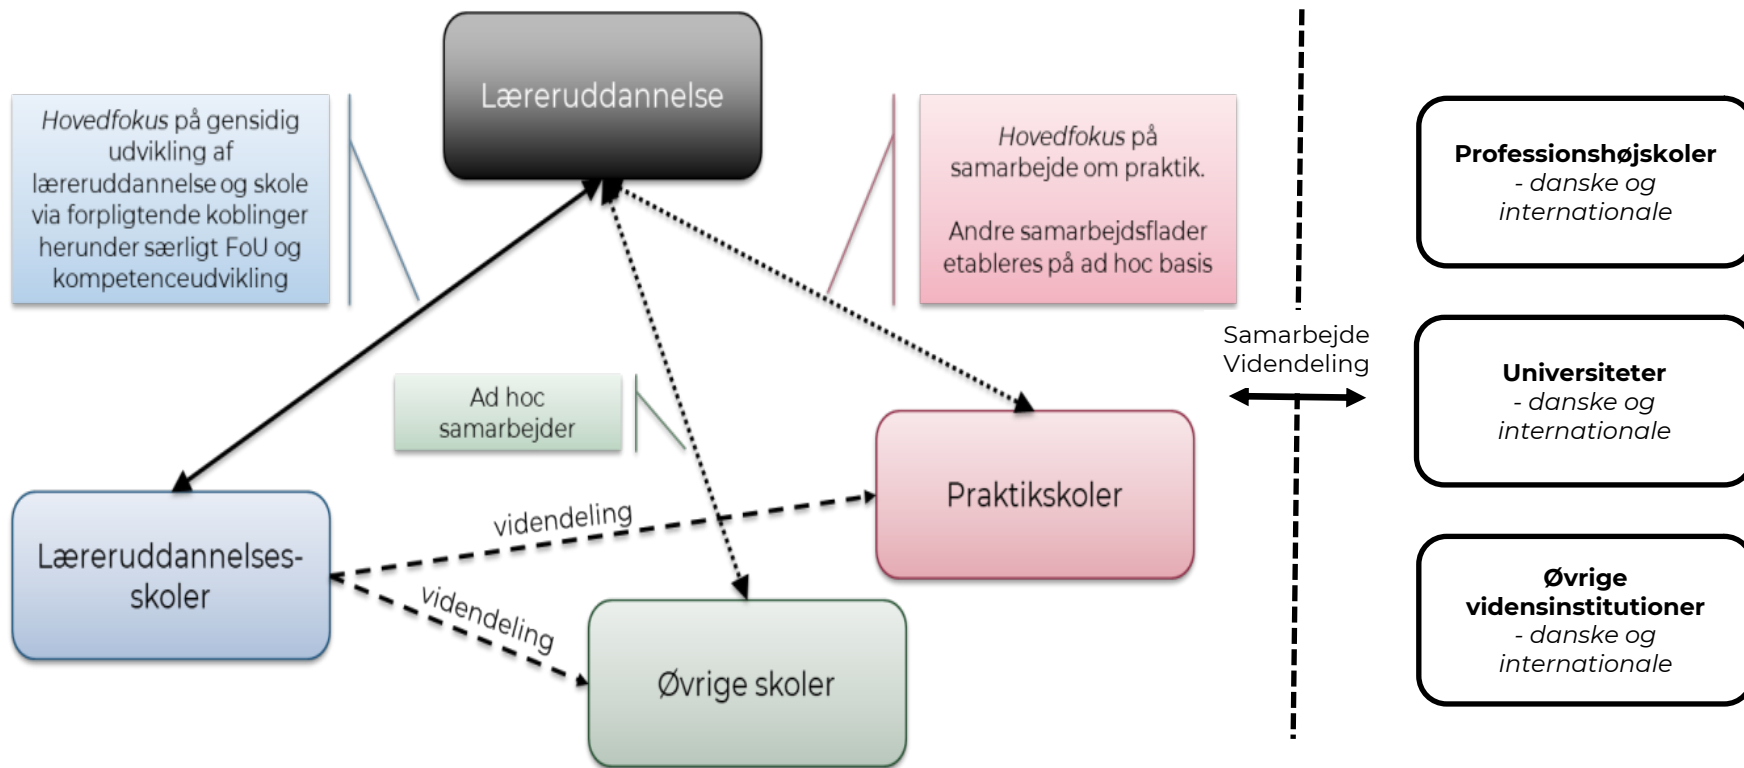 Læreruddannelse
Hovedfokus på gensidig
udvikling af
læreruddannelse og skole
via forpligtende koblinger
herunder særligt FoU og
kompetenceudvikling
Hovedfokus på
samarbejde om praktik.
Andre samarbejdsflader
etableres på ad hoc basis
Ad hoc
samarbejder
Læreruddannelses-
skoler
videndeling
videndeling
Praktikskoler
Øvrige skoler
Samarbejde
Videndeling
Professionshøjskoler
- danske og
internationale
Universiteter
- danske og
internationale
Øvrige
vidensinstitutioner
- danske og
internationale